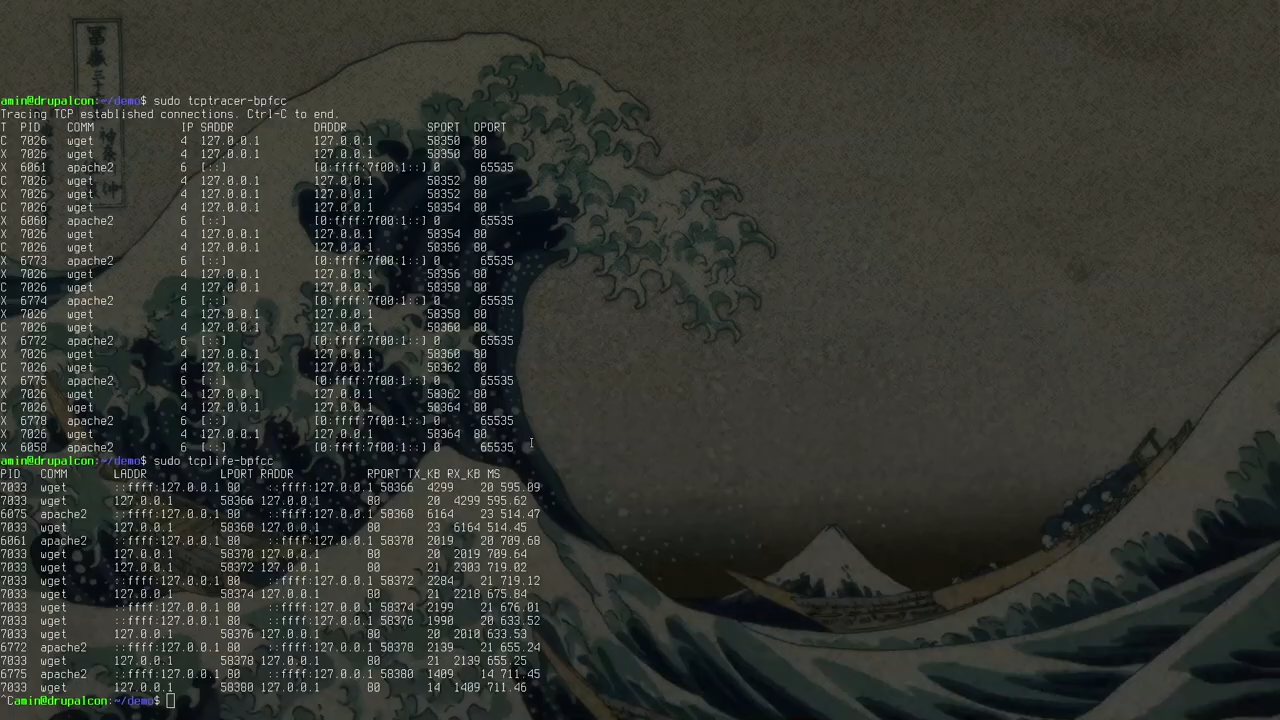 amin@drupalcon:~/demo$ sudo tcptracer-bpfcc
Tracing TCP established connections. Ctrl-C to end.
T  PID    COMM             IP SADDR            DADDR            SPORT  DPORT
C  7026   wget             4  127.0.0.1        127.0.0.1        58350  80
X  7026   wget             4  127.0.0.1        127.0.0.1        58350  80
X  6061   apache2          6  [::]             [0:ffff:7f00:1::] 0      65535
C  7026   wget             4  127.0.0.1        127.0.0.1        58352  80
X  7026   wget             4  127.0.0.1        127.0.0.1        58352  80
C  7026   wget             4  127.0.0.1        127.0.0.1        58354  80
X  6060   apache2          6  [::]             [0:ffff:7f00:1::] 0      65535
X  7026   wget             4  127.0.0.1        127.0.0.1        58354  80
C  7026   wget             4  127.0.0.1        127.0.0.1        58356  80
X  6773   apache2          6  [::]             [0:ffff:7f00:1::] 0      65535
X  7026   wget             4  127.0.0.1        127.0.0.1        58356  80
C  7026   wget             4  127.0.0.1        127.0.0.1        58358  80
X  6774   apache2          6  [::]             [0:ffff:7f00:1::] 0      65535
X  7026   wget             4  127.0.0.1        127.0.0.1        58358  80
C  7026   wget             4  127.0.0.1        127.0.0.1        58360  80
X  6772   apache2          6  [::]             [0:ffff:7f00:1::] 0      65535
X  7026   wget             4  127.0.0.1        127.0.0.1        58360  80
C  7026   wget             4  127.0.0.1        127.0.0.1        58362  80
X  6775   apache2          6  [::]             [0:ffff:7f00:1::] 0      65535
X  7026   wget             4  127.0.0.1        127.0.0.1        58362  80
C  7026   wget             4  127.0.0.1        127.0.0.1        58364  80
X  6778   apache2          6  [::]             [0:ffff:7f00:1::] 0      65535
X  7026   wget             4  127.0.0.1        127.0.0.1        58364  80
X  6058   apache2          6  [::]             [0:ffff:7f00:1::] 0      65535
amin@drupalcon:~/demo$ sudo tcplife-bpfcc
PID   COMM       LADDR           LPORT RADDR           RPORT TX_KB RX_KB MS
7033  wget       ::ffff:127.0.0.1 80    ::ffff:127.0.0.1 58366  4299    20 595.09
7033  wget       127.0.0.1       58366 127.0.0.1       80      20  4299 595.62
6075  apache2    ::ffff:127.0.0.1 80    ::ffff:127.0.0.1 58368  6164    23 514.47
7033  wget       127.0.0.1       58368 127.0.0.1       80      23  6164 514.45
6061  apache2    ::ffff:127.0.0.1 80    ::ffff:127.0.0.1 58370  2019    20 709.68
7033  wget       127.0.0.1       58370 127.0.0.1       80      20  2019 709.64
7033  wget       127.0.0.1       58372 127.0.0.1       80      21  2303 719.02
7033  wget       ::ffff:127.0.0.1 80    ::ffff:127.0.0.1 58372  2284    21 719.12
7033  wget       127.0.0.1       58374 127.0.0.1       80      21  2218 675.84
7033  wget       ::ffff:127.0.0.1 80    ::ffff:127.0.0.1 58374  2199    21 676.01
7033  wget       ::ffff:127.0.0.1 80    ::ffff:127.0.0.1 58376  1990    20 633.52
7033  wget       127.0.0.1       58376 127.0.0.1       80      20  2010 633.53
6772  apache2    ::ffff:127.0.0.1 80    ::ffff:127.0.0.1 58378  2139    21 655.24
7033  wget       127.0.0.1       58378 127.0.0.1       80      21  2139 655.25
6775  apache2    ::ffff:127.0.0.1 80    ::ffff:127.0.0.1 58380  1409    14 711.45
7033  wget       127.0.0.1       58380 127.0.0.1       80      14  1409 711.46
^Camin@drupalcon:~/demo$